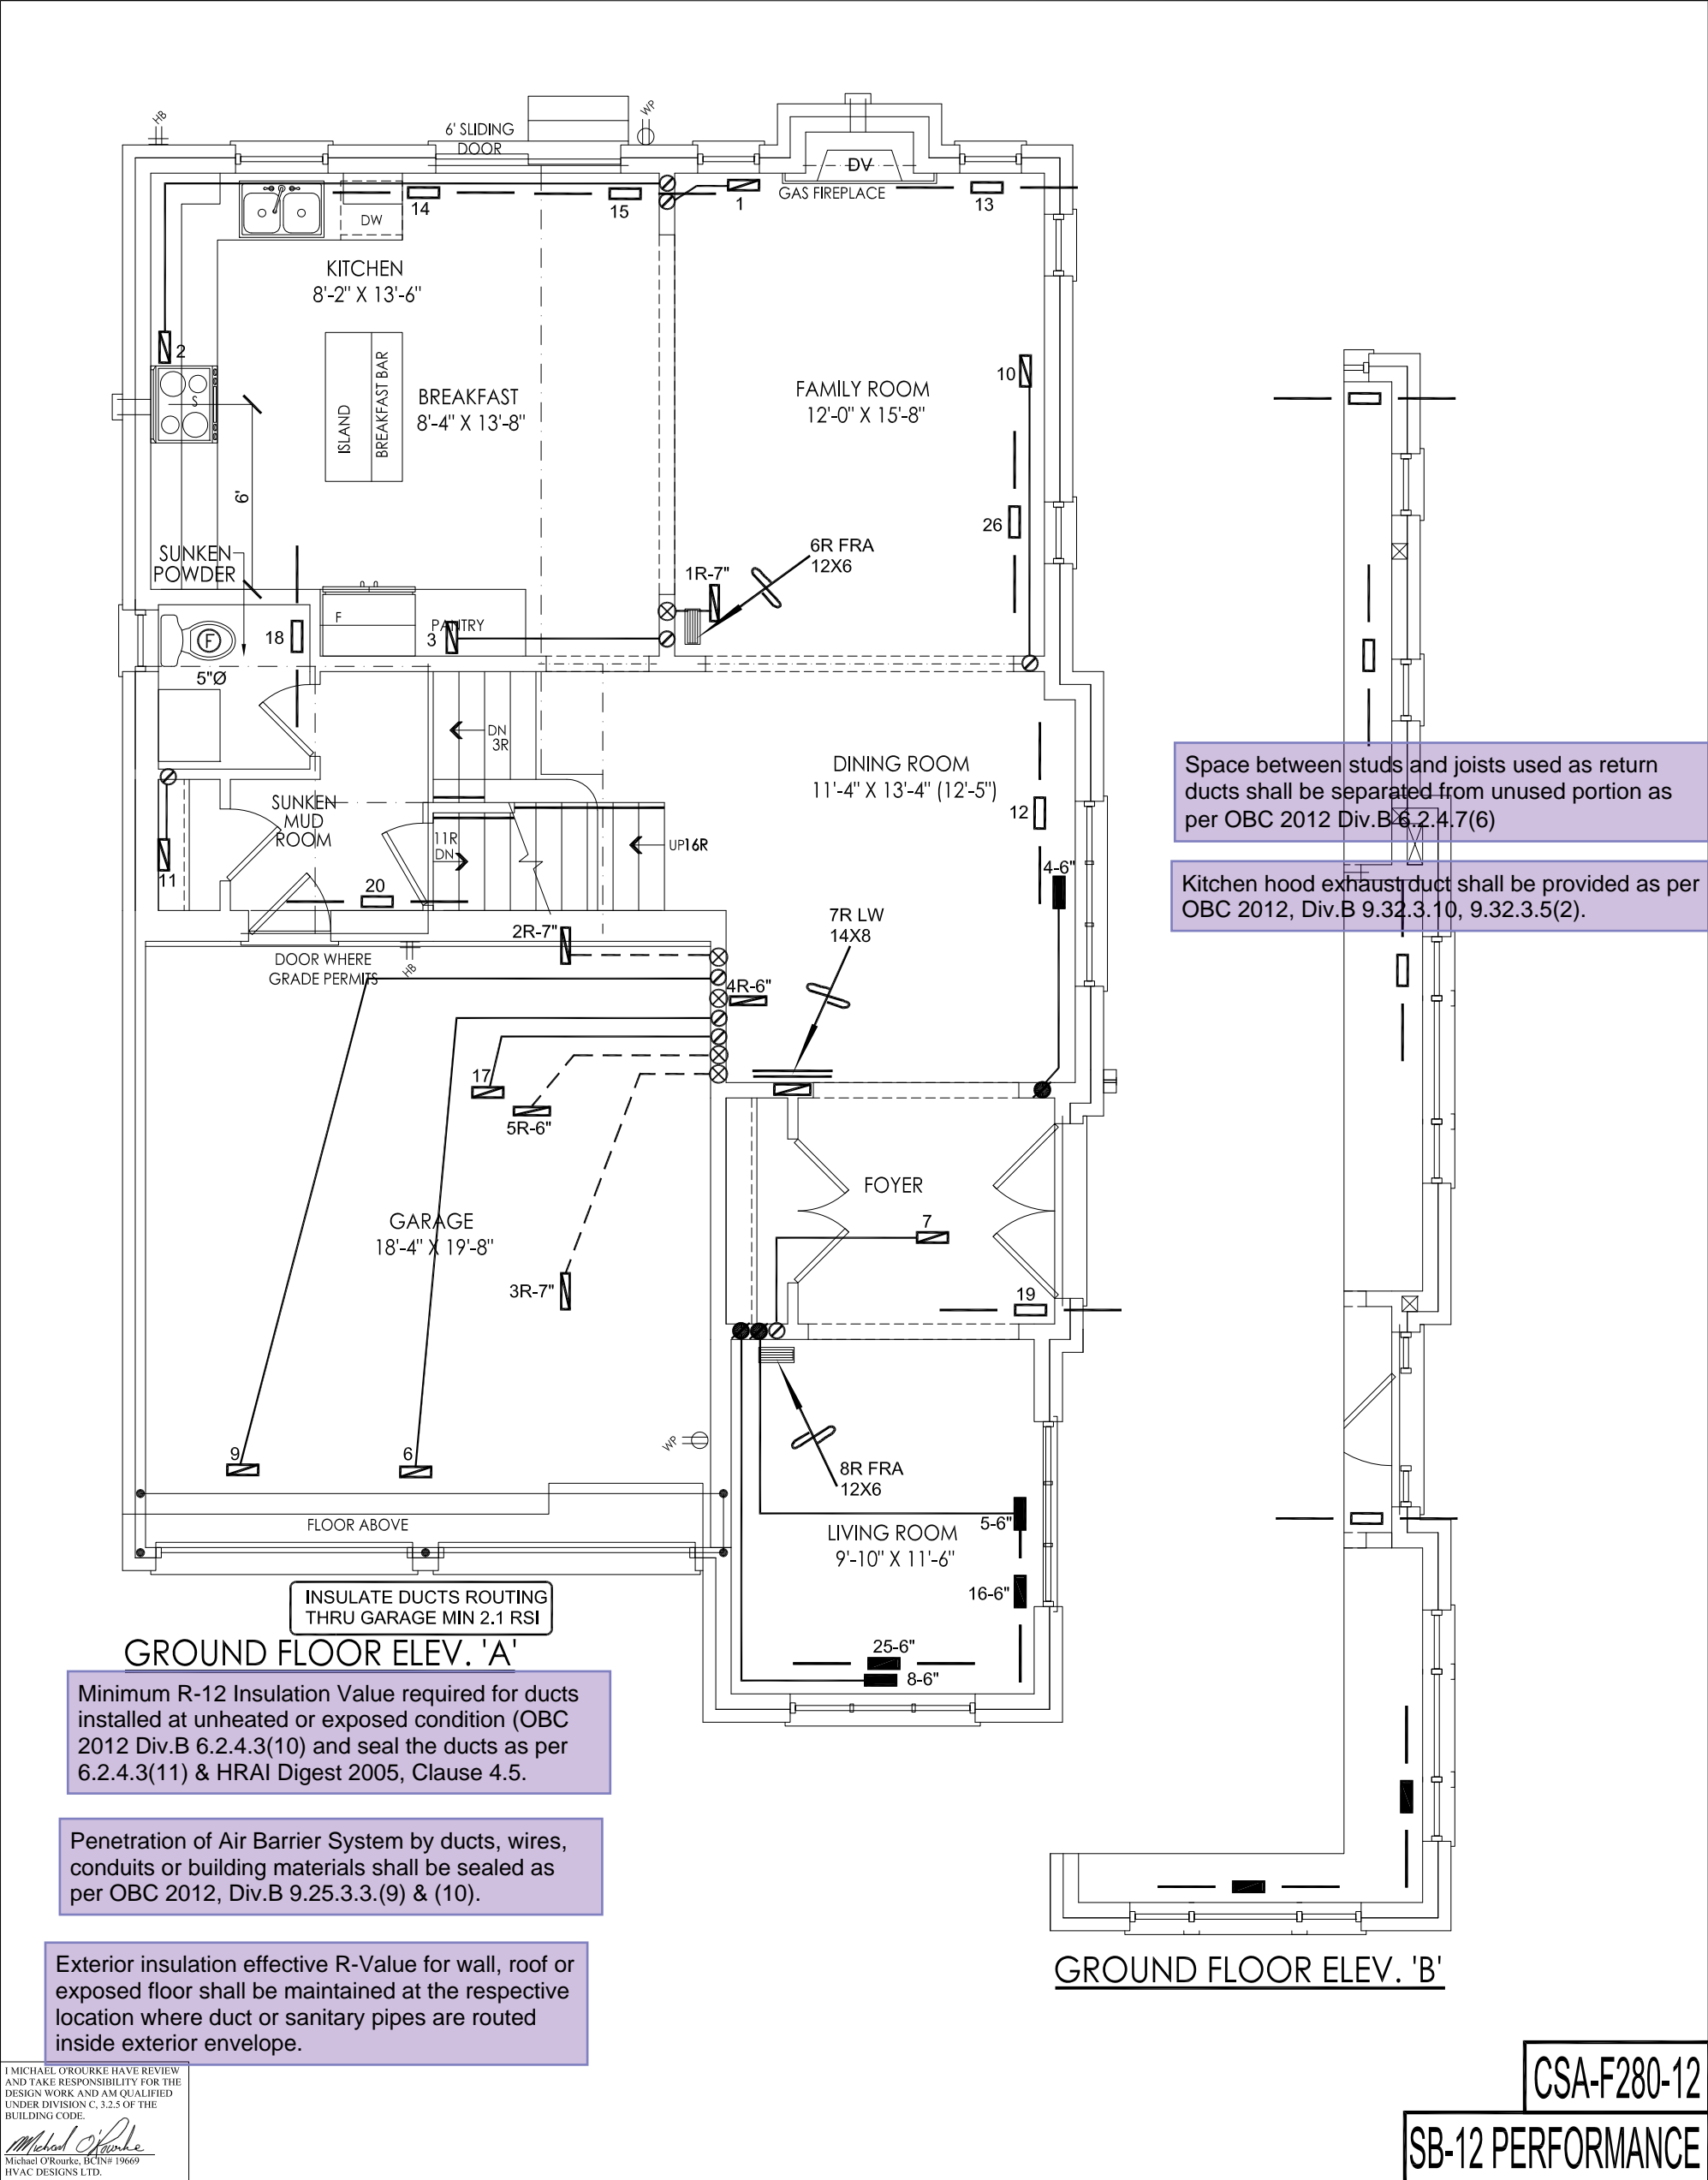 HB
6' SLIDING
DOOR
WP
DV
GAS FIREPLACE
14
15
1
13
DW
KITCHEN
8'-2" X 13'-6"
2
S
ISLAND
BREAKFAST BAR
BREAKFAST
8'-4" X 13'-8"
FAMILY ROOM
12'-0" X 15'-8"
10
26
6'
SUNKEN
POWDER
6R FRA
12X6
1R-7"
F
PANTRY
3
18
F
5"Ø
DN
3R
DINING ROOM
11'-4" X 13'-4" (12'-5")
12
4-6"
SUNKEN
MUD
ROOM
11R
DN
UP16R
11
20
2R-7"
7R LW
14X8
DOOR WHERE
GRADE PERMITS
HB
4R-6"
17
5R-6"
FOYER
7
GARAGE
18'-4" X 19'-8"
3R-7"
19
9
6
WP
8R FRA
12X6
5-6"
LIVING ROOM
9'-10" X 11'-6"
16-6"
FLOOR ABOVE
25-6"
8-6"
INSULATE DUCTS ROUTING
THRU GARAGE MIN 2.1 RSI
GROUND FLOOR ELEV. 'A'
Space between studs and joists used as return
ducts shall be separated from unused portion as
per OBC 2012 Div.B 6.2.4.7(6)
Kitchen hood exhaust duct shall be provided as per
OBC 2012, Div.B 9.32.3.10, 9.32.3.5(2).
Minimum R-12 Insulation Value required for ducts
installed at unheated or exposed condition (OBC
2012 Div.B 6.2.4.3(10) and seal the ducts as per
6.2.4.3(11) & HRAI Digest 2005, Clause 4.5.
Penetration of Air Barrier System by ducts, wires,
conduits or building materials shall be sealed as
per OBC 2012, Div.B 9.25.3.3.(9) & (10).
Exterior insulation effective R-Value for wall, roof or
exposed floor shall be maintained at the respective
location where duct or sanitary pipes are routed
inside exterior envelope.
GROUND FLOOR ELEV. 'B'
I MICHAEL O'ROURKE HAVE REVIEW
AND TAKE RESPONSIBILITY FOR THE
DESIGN WORK AND AM QUALIFIED
UNDER DIVISION C, 3.2.5 OF THE
BUILDING CODE.
Michael O'Rourke
Michael O'Rourke, BCIN# 19669
HVAC DESIGNS LTD.
CSA-F280-12
SB-12 PERFORMANCE